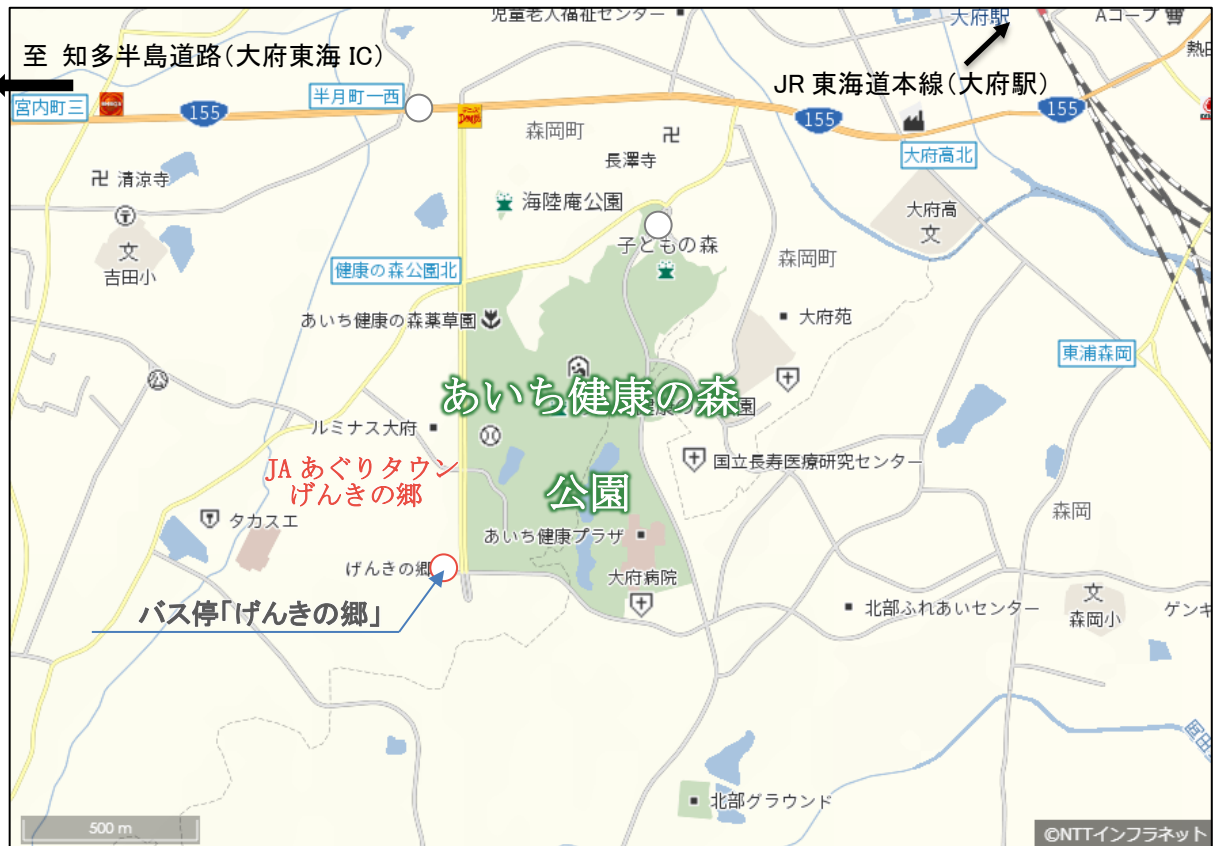 児童老人福祉センター
大府駅
Aコープ
至 知多半島道路(大府東海 IC)
JR 東海道本線(大府駅)
宮内町三
155
半月町一西
森岡町
長澤寺
155
155
大府高北
清涼寺
海陸庵公園
大府高
文
文
吉田小
子どもの森
森岡町
健康の森公園北
あいち健康の森薬草園
大府苑
東浦森岡
公
あいち健康の森
公園
ルミナス大府
JA あぐりタウン
げんきの郷
国立長寿医療研究センター
公園
タカスエ
あいち健康プラザ
森岡
げんきの郷
大府病院
バス停「げんきの郷」
北部ふれあいセンター
文
森岡小
ゲンキ
北部グラウンド
500 m
©NTTインフラネット